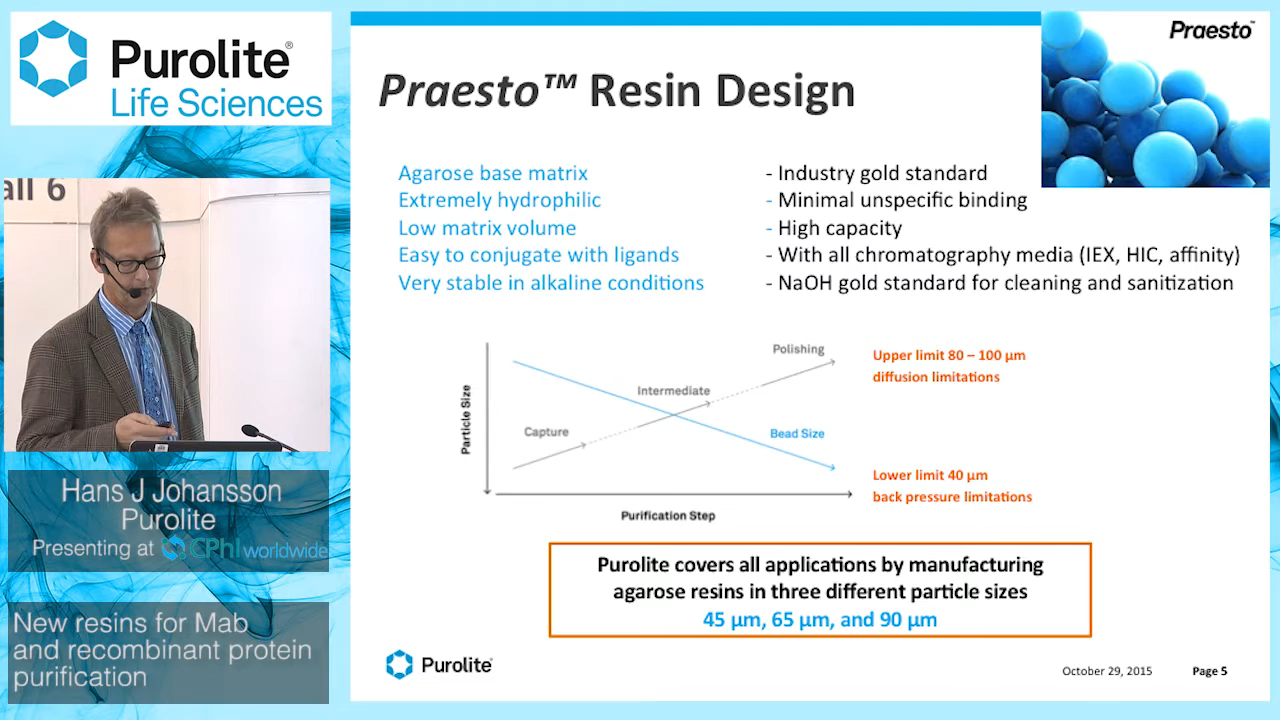 Purolite®
Life Sciences
all 6
Hans J Johansson
Purolite
Presenting at CPhI worldwide
New resins for Mab
and recombinant protein
purification
Praesto™
Praesto™ Resin Design
Agarose base matrix - Industry gold standard
Extremely hydrophilic - Minimal unspecific binding
Low matrix volume - High capacity
Easy to conjugate with ligands - With all chromatography media (IEX, HIC, affinity)
Very stable in alkaline conditions - NaOH gold standard for cleaning and sanitization
Particle Size
Capture
Intermediate
Polishing
Bead Size
Purification Step
Upper limit 80 – 100 µm
diffusion limitations
Lower limit 40 µm
back pressure limitations
Purolite covers all applications by manufacturing
agarose resins in three different particle sizes
45 µm, 65 µm, and 90 µm
Purolite®
October 29, 2015 Page 5